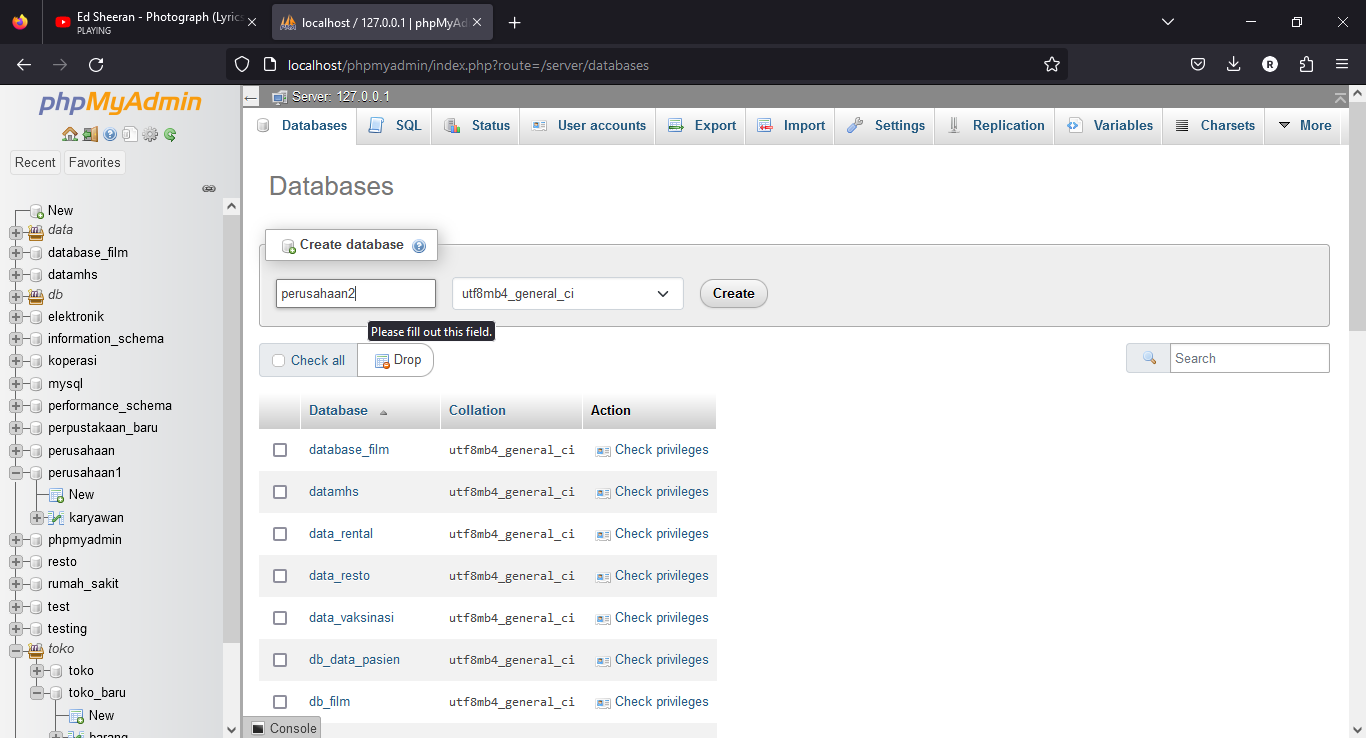 Ed Sheeran - Photograph (Lyrics
PLAYING
localhost / 127.0.0.1 | phpMyAd
localhost/phpmyadmin/index.php?route=/server/databases
R
phpMyAdmin
Recent Favorites
New
data
database_film
datamhs
db
elektronik
information_schema
koperasi
mysql
performance_schema
perpustakaan_baru
perusahaan
perusahaan1
New
karyawan
phpmyadmin
resto
rumah_sakit
test
testing
toko
toko
toko_baru
New
barang
Server: 127.0.0.1
Databases SQL Status User accounts Export Import Settings Replication Variables Charsets More
Databases
Create database
perusahaan2 utf8mb4_general_ci Create
Please fill out this field.
Check all Drop Search
Database Collation Action
database_film utf8mb4_general_ci Check privileges
datamhs utf8mb4_general_ci Check privileges
data_rental utf8mb4_general_ci Check privileges
data_resto utf8mb4_general_ci Check privileges
data_vaksinasi utf8mb4_general_ci Check privileges
db_data_pasien utf8mb4_general_ci Check privileges
db_film utf8mb4_general_ci Check privileges
Console